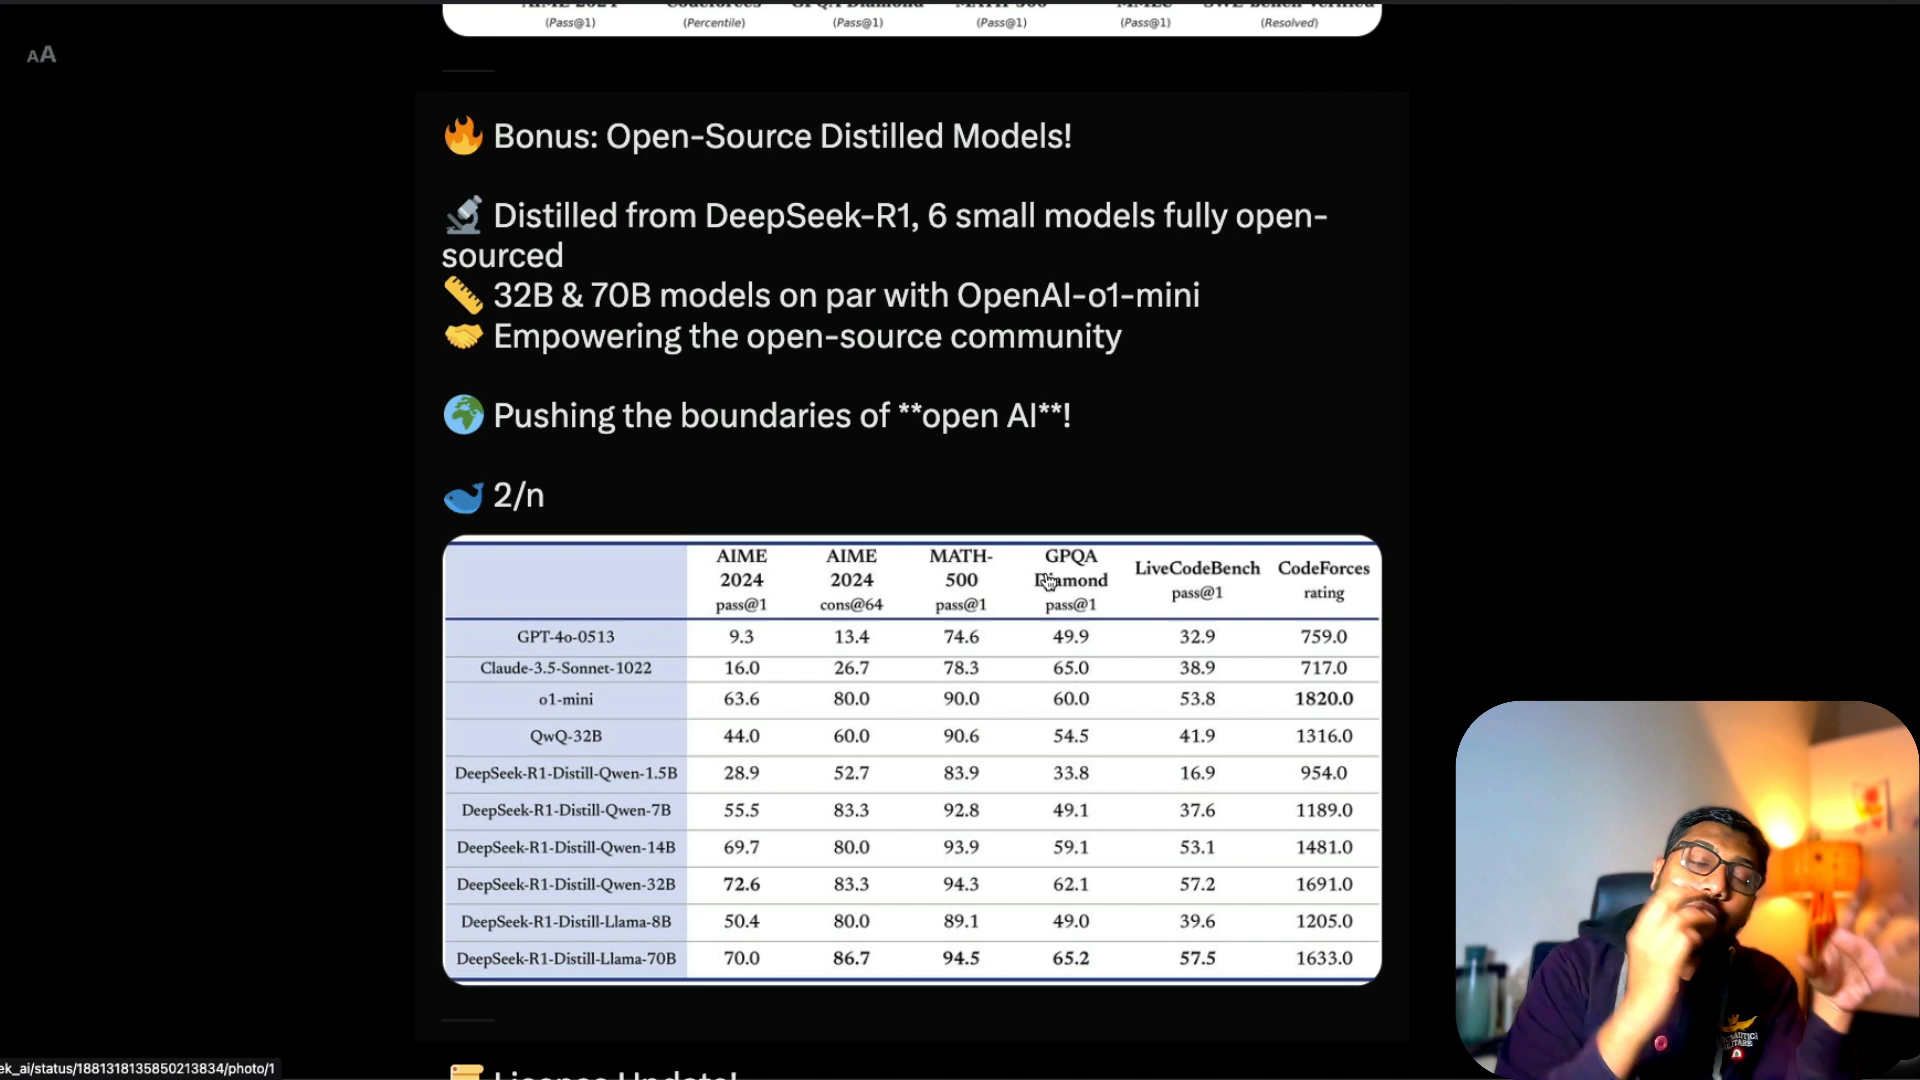 (Pass@1) (Percentile) (Pass@1) (Pass@1) (Pass@1) (Resolved)
AA
🔥 Bonus: Open-Source Distilled Models!
🔬 Distilled from DeepSeek-R1, 6 small models fully open-
sourced
📏 32B & 70B models on par with OpenAI-o1-mini
🤝 Empowering the open-source community
🌍 Pushing the boundaries of **open AI**!
🐳 2/n
AIME 2024 pass@1 AIME 2024 cons@64 MATH-500 pass@1 GPQA Diamond pass@1 LiveCodeBench pass@1 CodeForces rating
GPT-4o-0513 9.3 13.4 74.6 49.9 32.9 759.0
Claude-3.5-Sonnet-1022 16.0 26.7 78.3 65.0 38.9 717.0
o1-mini 63.6 80.0 90.0 60.0 53.8 1820.0
QwQ-32B 44.0 60.0 90.6 54.5 41.9 1316.0
DeepSeek-R1-Distill-Qwen-1.5B 28.9 52.7 83.9 33.8 16.9 954.0
DeepSeek-R1-Distill-Qwen-7B 55.5 83.3 92.8 49.1 37.6 1189.0
DeepSeek-R1-Distill-Qwen-14B 69.7 80.0 93.9 59.1 53.1 1481.0
DeepSeek-R1-Distill-Qwen-32B 72.6 83.3 94.3 62.1 57.2 1691.0
DeepSeek-R1-Distill-Llama-8B 50.4 80.0 89.1 49.0 39.6 1205.0
DeepSeek-R1-Distill-Llama-70B 70.0 86.7 94.5 65.2 57.5 1633.0
ek_ai/status/1881318135850213834/photo/1